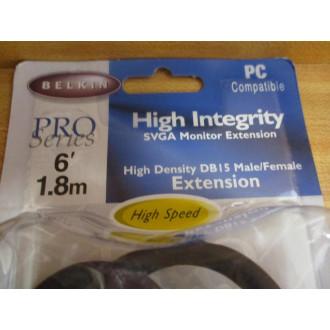 BELKIN
PC
Compatible
PRO
Series
6'
1.8m
High Integrity
SVGA Monitor Extension
High Density DB15 Male/Female
Extension
High Speed
DB15